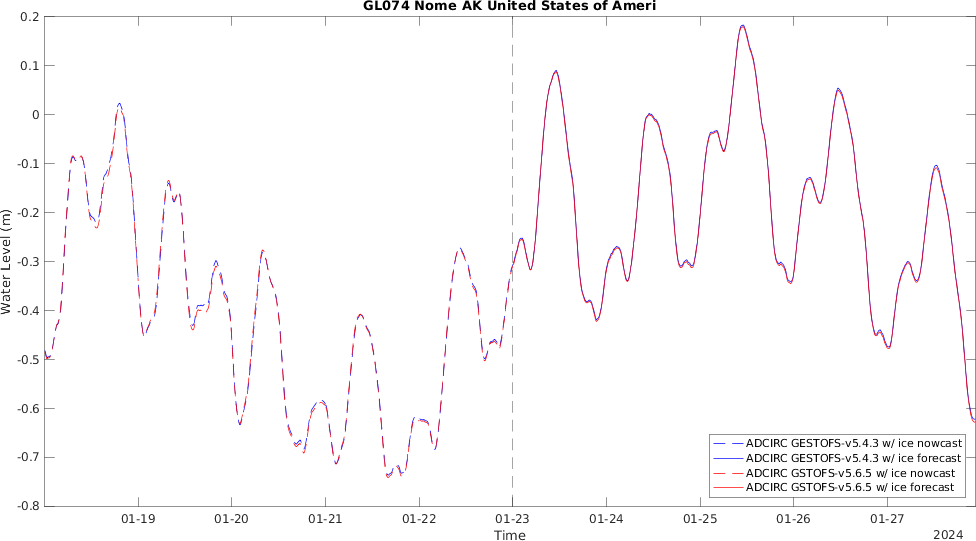 GL074 Nome AK United States of Ameri
0.2
0.1
0
-0.1
-0.2
-0.3
-0.4
-0.5
-0.6
-0.7
-0.8
Water Level (m)
ADCIRC GESTOFS-v5.4.3 w/ ice nowcast
ADCIRC GESTOFS-v5.4.3 w/ ice forecast
ADCIRC GSTOFS-v5.6.5 w/ ice nowcast
ADCIRC GSTOFS-v5.6.5 w/ ice forecast
01-19 01-20 01-21 01-22 01-23 01-24 01-25 01-26 01-27
Time
2024